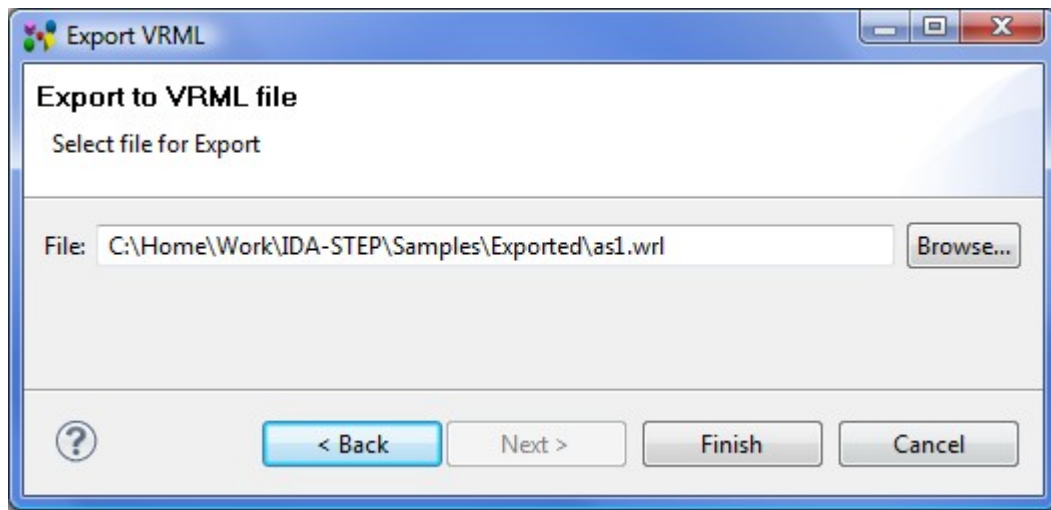 Export VRML
Export to VRML file
Select file for Export
File: C:\Home\Work\IDA-STEP\Samples\Exported\as1.wrl Browse...
? < Back Next > Finish Cancel